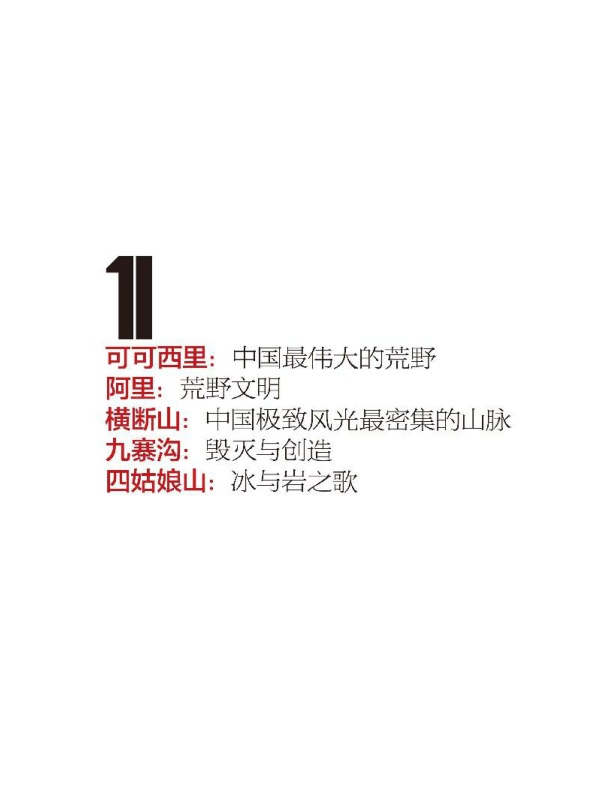 1
可可西里：中国最伟大的荒野
阿里：荒野文明
横断山：中国极致风光最密集的山脉
九寨沟：毁灭与创造
四姑娘山：冰与岩之歌